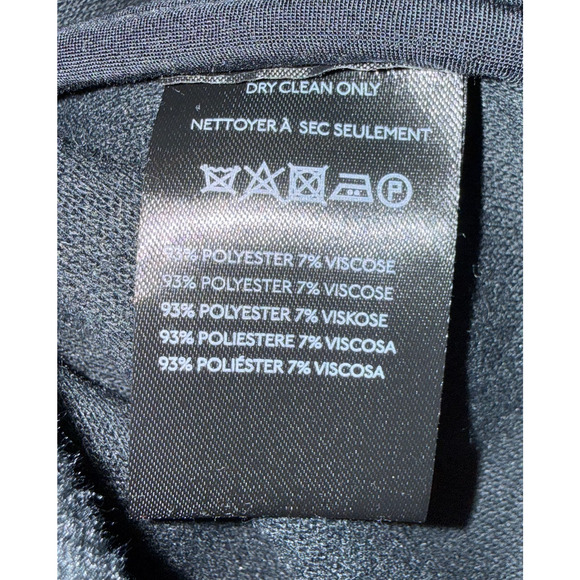 DRY CLEAN ONLY
NETTOYER À SEC SEULEMENT
P
93% POLYESTER 7% VISCOSE
93% POLYESTER 7% VISCOSE
93% POLYESTER 7% VISKOSE
93% POLIESTERE 7% VISCOSA
93% POLIÉSTER 7% VISCOSA